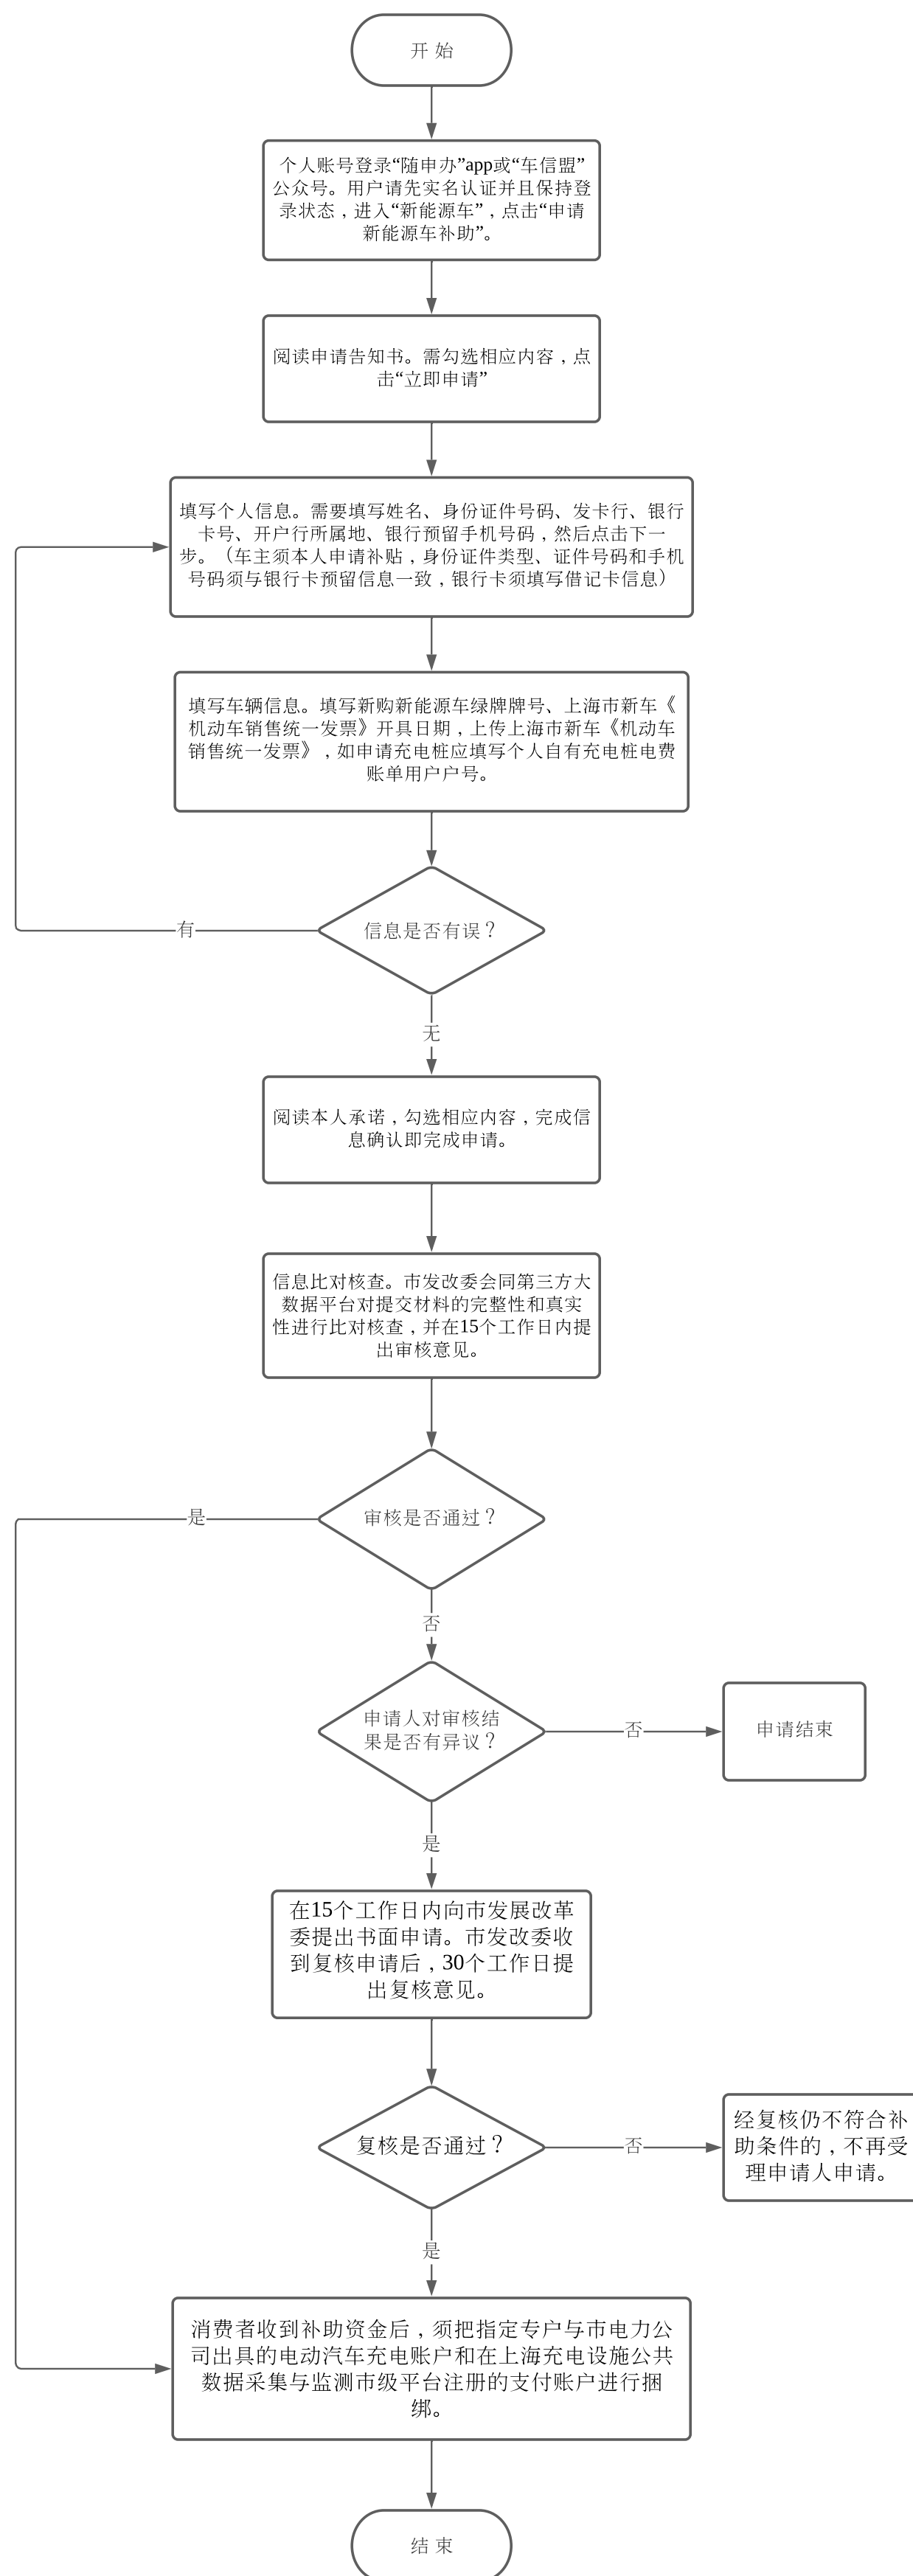 开 始
个人账号登录“随申办”app或“车信盟”
公众号。用户请先实名认证并且保持登
录状态，进入“新能源车”，点击“申请
新能源车补助”。
阅读申请告知书。需勾选相应内容，点
击“立即申请”
填写个人信息。需要填写姓名、身份证件号码、发卡行、银行
卡号、开户行所属地、银行预留手机号码，然后点击下一
步。（车主须本人申请补贴，身份证件类型、证件号码和手机
号码须与银行卡预留信息一致，银行卡须填写借记卡信息）
填写车辆信息。填写新购新能源车绿牌牌号、上海市新车《
机动车销售统一发票》开具日期，上传上海市新车《机动车
销售统一发票》，如申请充电桩应填写个人自有充电桩电费
账单用户户号。
信息是否有误？
有
无
阅读本人承诺，勾选相应内容，完成信
息确认即完成申请。
信息比对核查。市发改委会同第三方大
数据平台对提交材料的完整性和真实
性进行比对核查，并在15个工作日内提
出审核意见。
审核是否通过？
是
否
申请人对审核结
果是否有异议？
否
申请结束
是
在15个工作日内向市发展改革
委提出书面申请。市发改委收
到复核申请后，30个工作日提
出复核意见。
复核是否通过？
否
经复核仍不符合补
助条件的，不再受
理申请人申请。
是
消费者收到补助资金后，须把指定专户与市电力公
司出具的电动汽车充电账户和在上海充电设施公共
数据采集与监测市级平台注册的支付账户进行捆
绑。
结 束